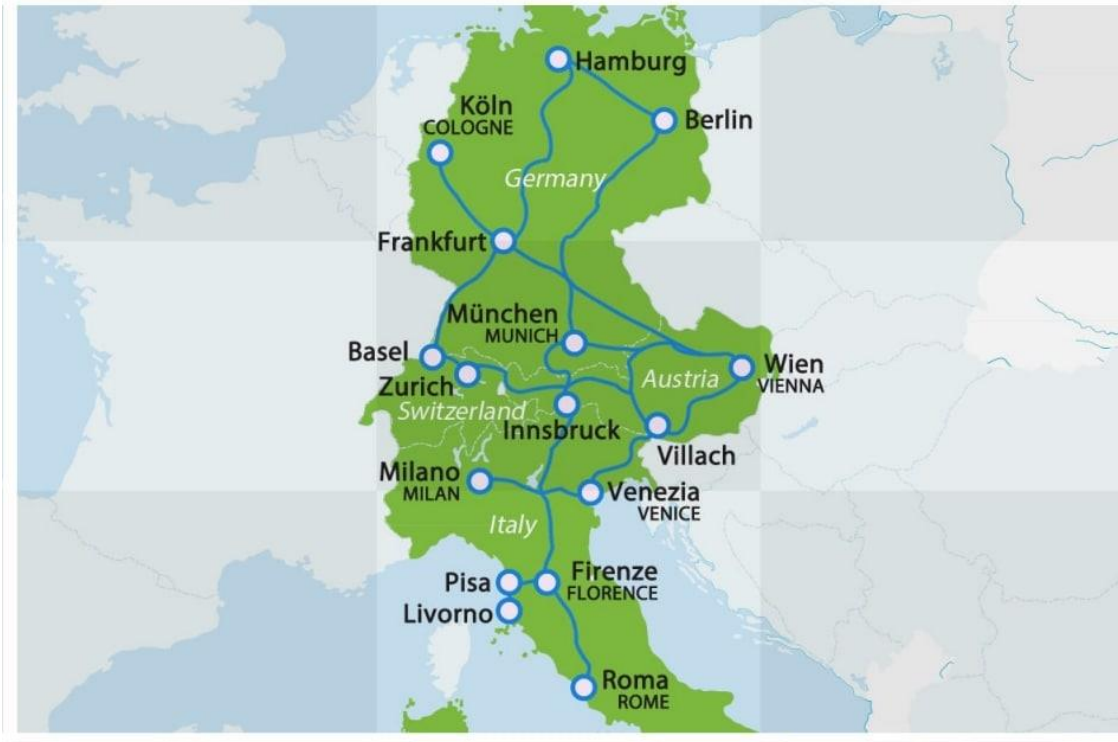 Hamburg
Köln
COLOGNE
Berlin
Germany
Frankfurt
München
MUNICH
Basel
Zurich
Wien
VIENNA
Austria
Switzerland
Innsbruck
Villach
Milano
MILAN
Venezia
VENICE
Italy
Pisa
Firenze
FLORENCE
Livorno
Roma
ROME